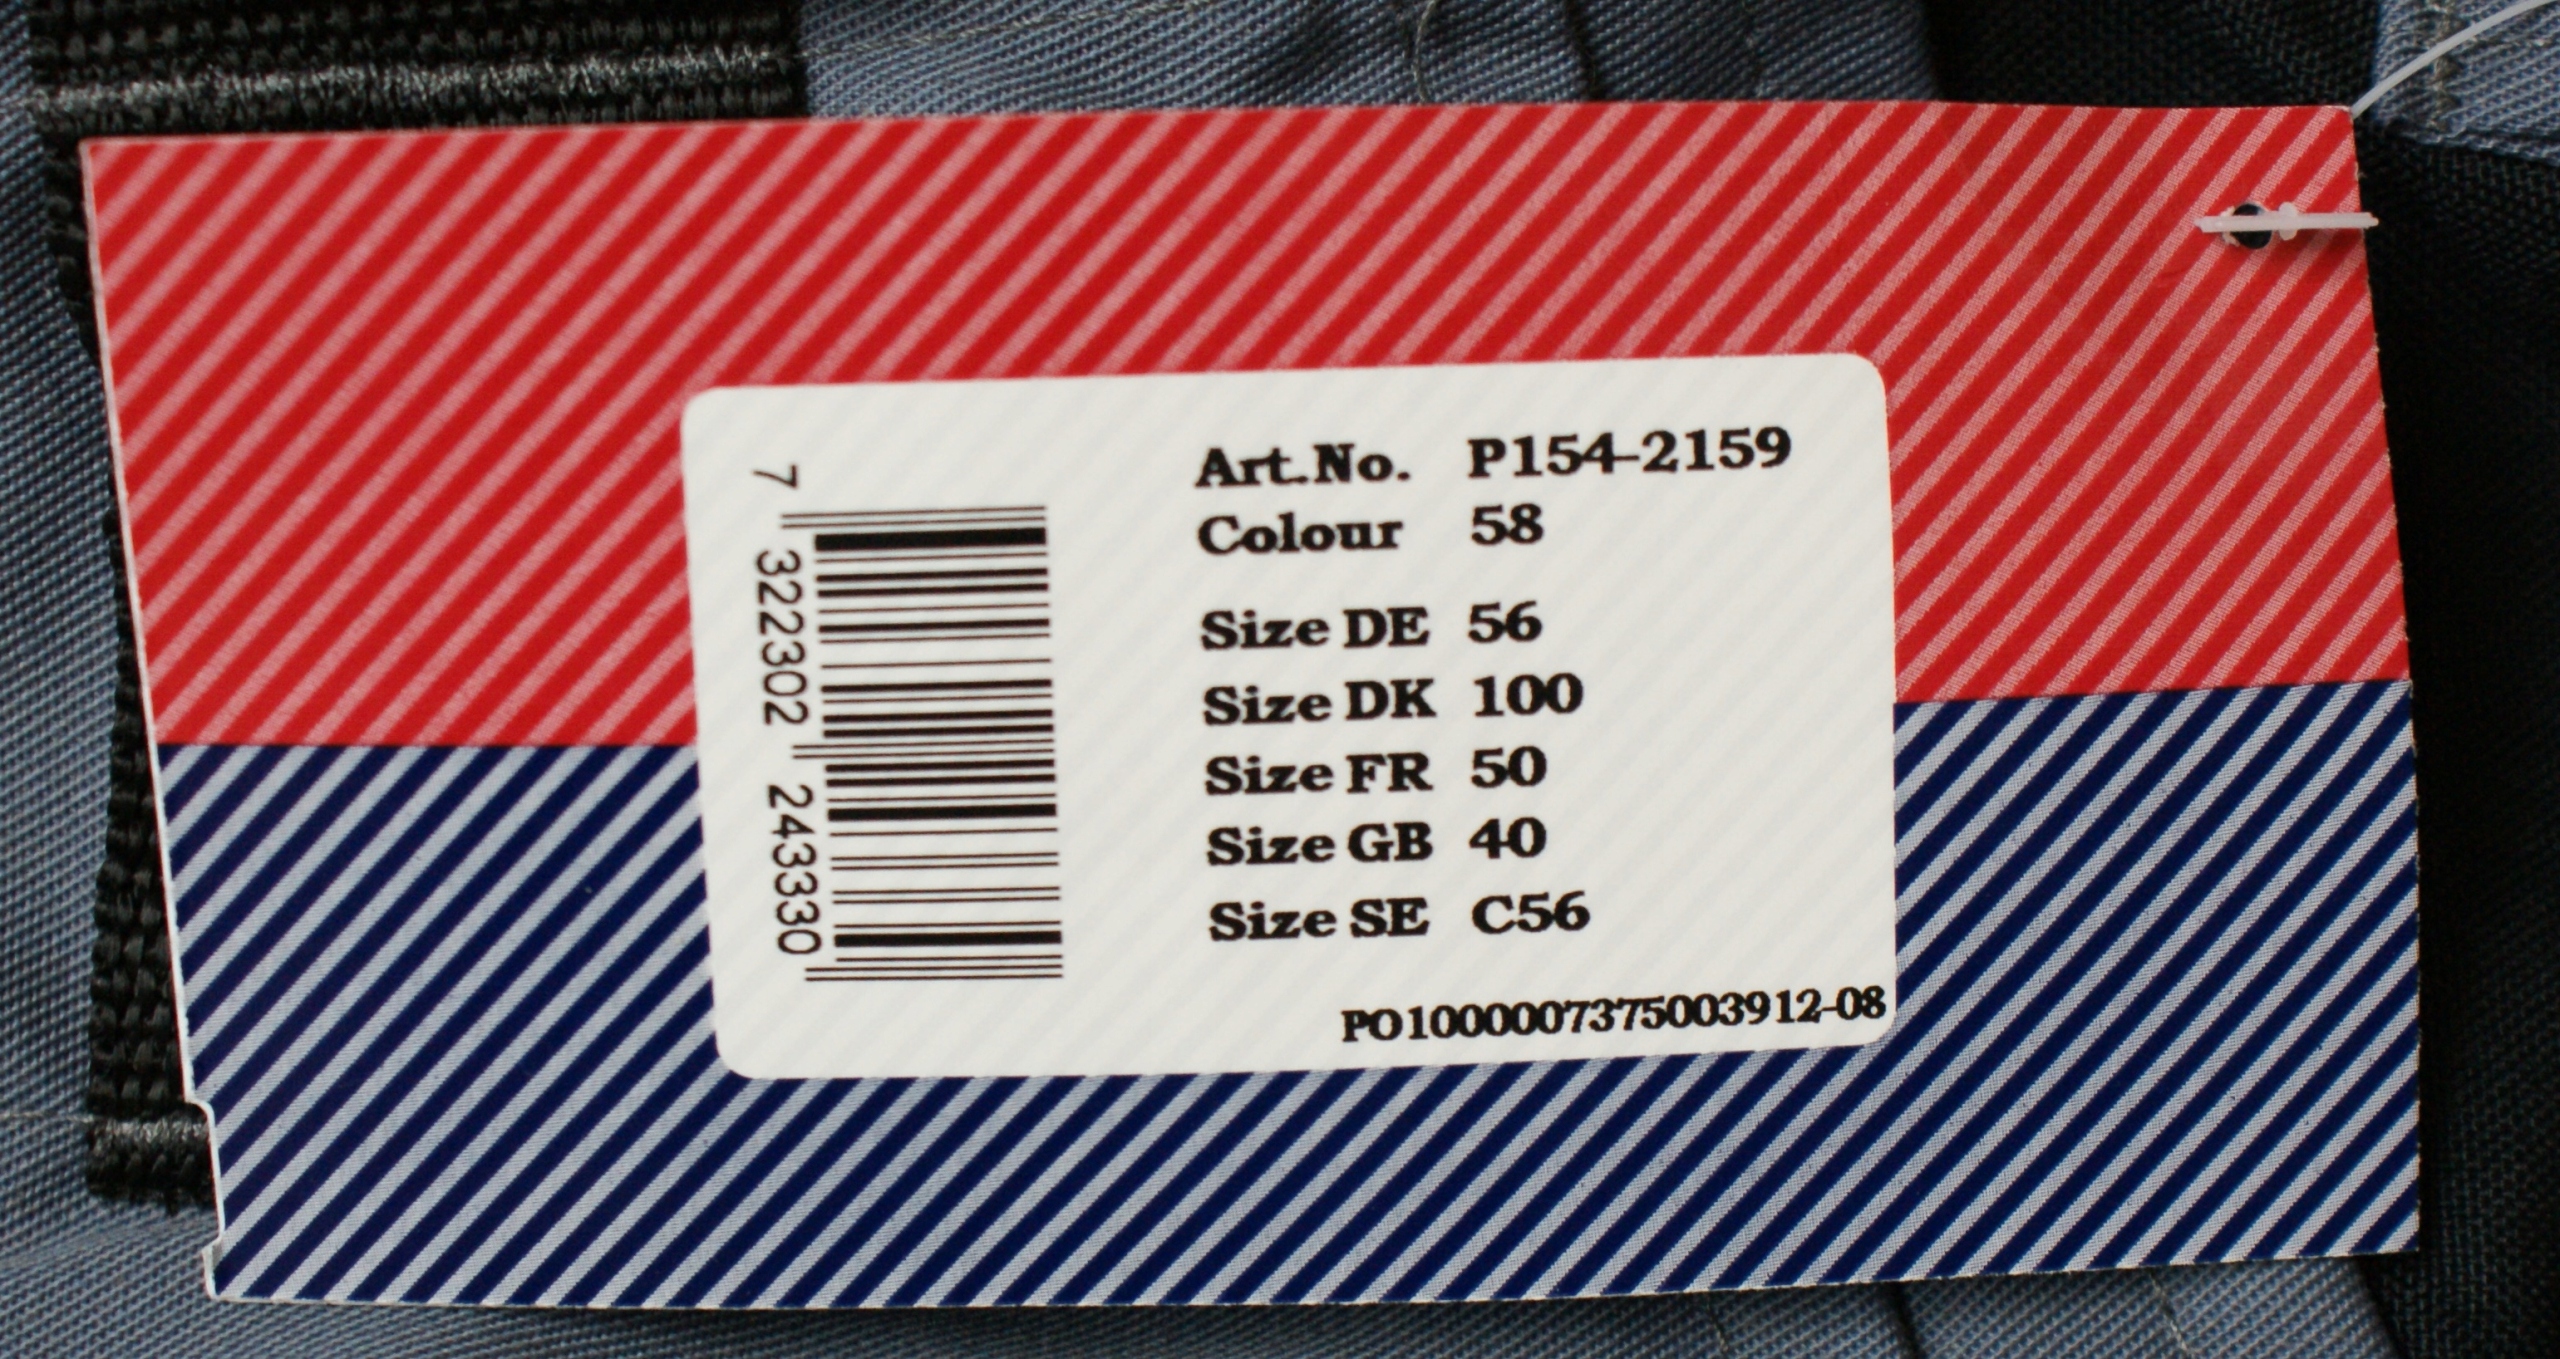 Art.No. P154-2159
Colour 58
Size DE 56
Size DK 100
Size FR 50
Size GB 40
Size SE C56
PO1000007375003912-08
7 322302 243330